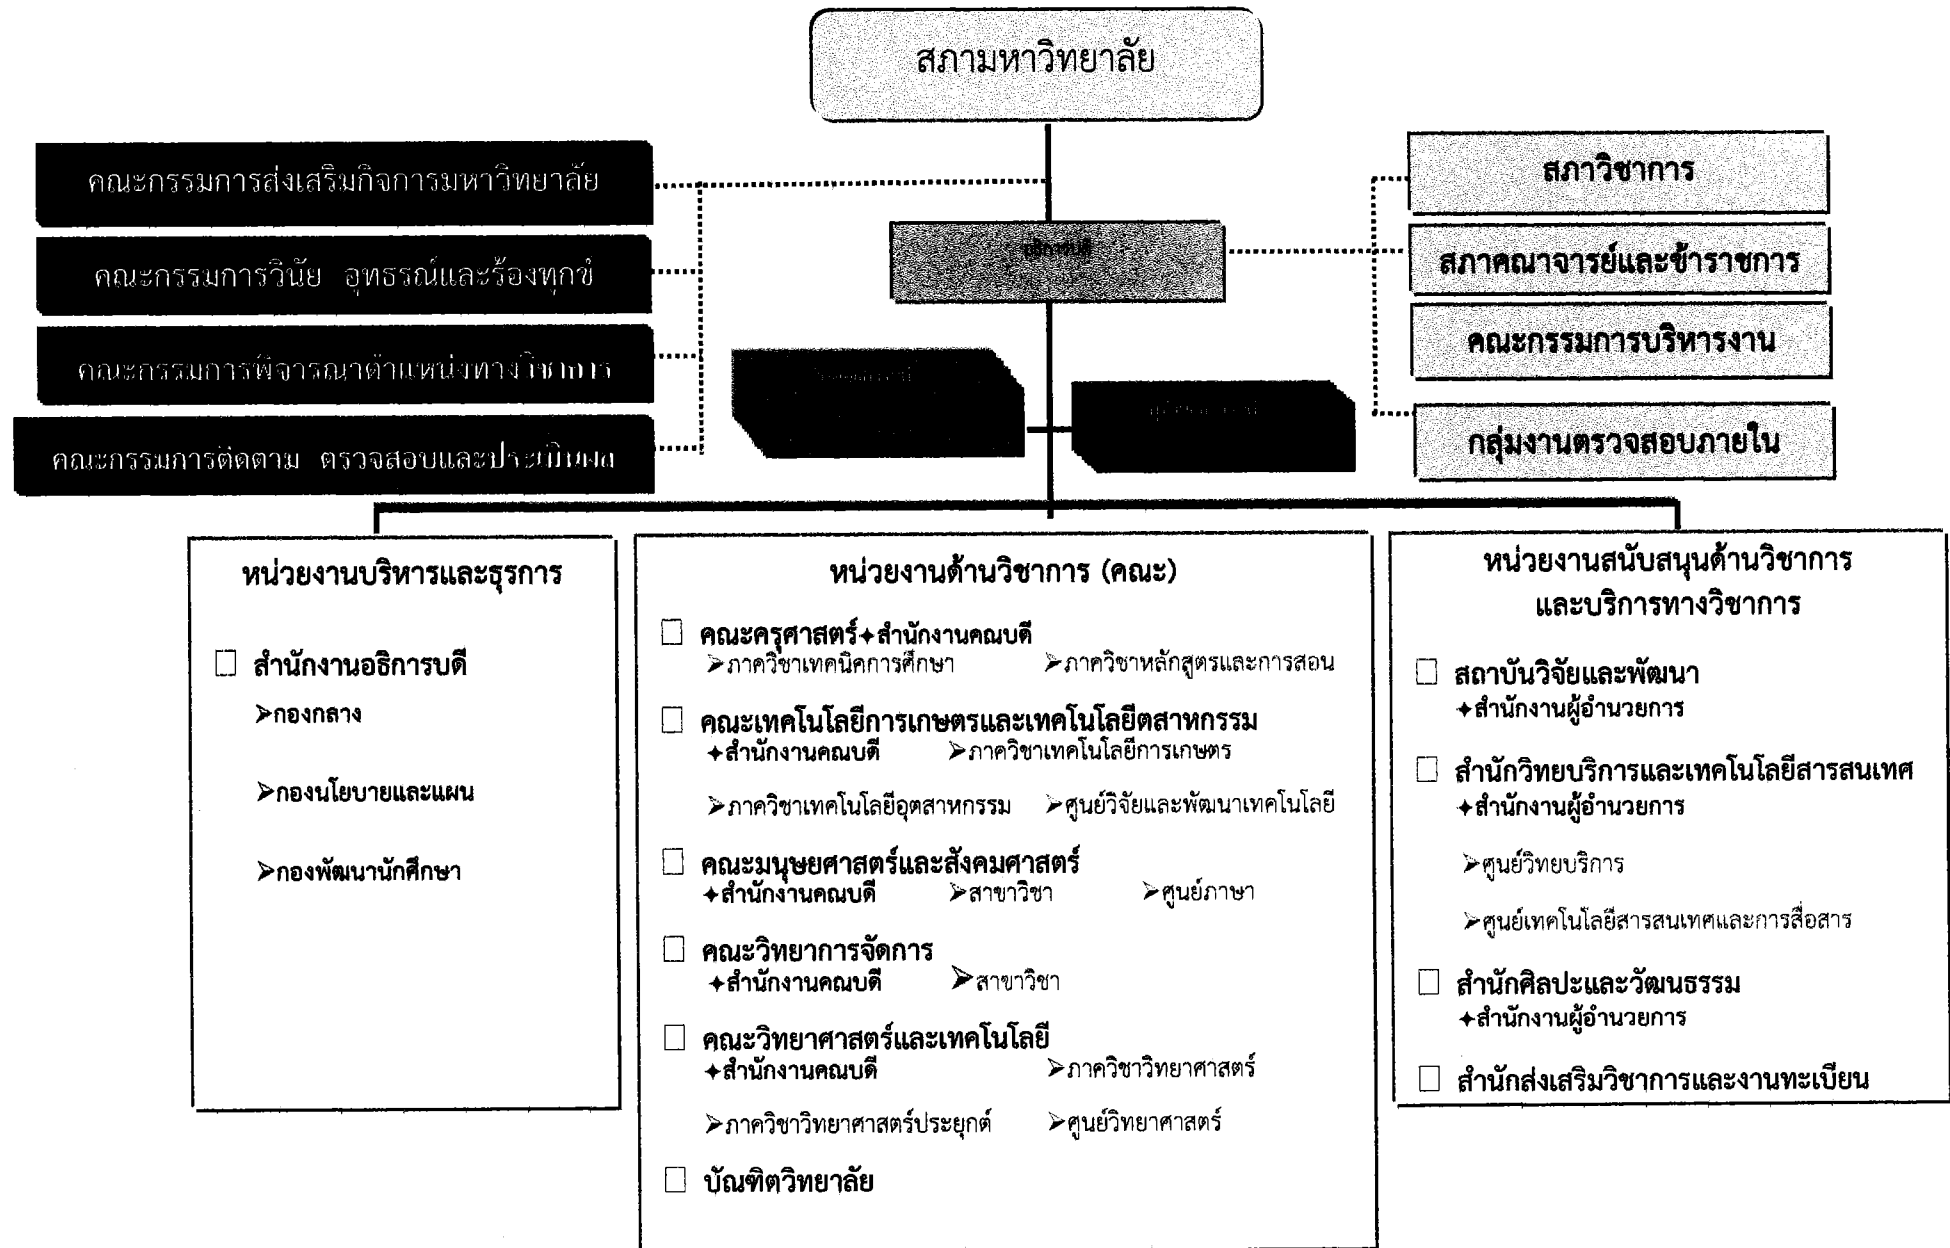 สภามหาวิทยาลัย
คณะกรรมการส่งเสริมกิจการมหาวิทยาลัย
คณะกรรมการวินัย อุทธรณ์และร้องทุกข์
คณะกรรมการพิจารณาตำแหน่งทางวิชาการ
คณะกรรมการติดตาม ตรวจสอบและประเมินผล
อธิการบดี
สภาวิชาการ
สภาคณาจารย์และข้าราชการ
คณะกรรมการบริหารงาน
กลุ่มงานตรวจสอบภายใน
หน่วยงานบริหารและธุรการ
☐ สำนักงานอธิการบดี
➢กองกลาง
➢กองนโยบายและแผน
➢กองพัฒนานักศึกษา
หน่วยงานด้านวิชาการ (คณะ)
☐ คณะครุศาสตร์✦สำนักงานคณบดี
➢ภาควิชาเทคนิคการศึกษา ➢ภาควิชาหลักสูตรและการสอน
☐ คณะเทคโนโลยีการเกษตรและเทคโนโลยีตสาหกรรม
✦สำนักงานคณบดี ➢ภาควิชาเทคโนโลยีการเกษตร
➢ภาควิชาเทคโนโลยีอุตสาหกรรม ➢ศูนย์วิจัยและพัฒนาเทคโนโลยี
☐ คณะมนุษยศาสตร์และสังคมศาสตร์
✦สำนักงานคณบดี ➢สาขาวิชา ➢ศูนย์ภาษา
☐ คณะวิทยาการจัดการ
✦สำนักงานคณบดี ➢สาขาวิชา
☐ คณะวิทยาศาสตร์และเทคโนโลยี
✦สำนักงานคณบดี ➢ภาควิชาวิทยาศาสตร์
➢ภาควิชาวิทยาศาสตร์ประยุกต์ ➢ศูนย์วิทยาศาสตร์
☐ บัณฑิตวิทยาลัย
หน่วยงานสนับสนุนด้านวิชาการ
และบริการทางวิชาการ
☐ สถาบันวิจัยและพัฒนา
✦สำนักงานผู้อำนวยการ
☐ สำนักวิทยบริการและเทคโนโลยีสารสนเทศ
✦สำนักงานผู้อำนวยการ
➢ศูนย์วิทยบริการ
➢ศูนย์เทคโนโลยีสารสนเทศและการสื่อสาร
☐ สำนักศิลปะและวัฒนธรรม
✦สำนักงานผู้อำนวยการ
☐ สำนักส่งเสริมวิชาการและงานทะเบียน